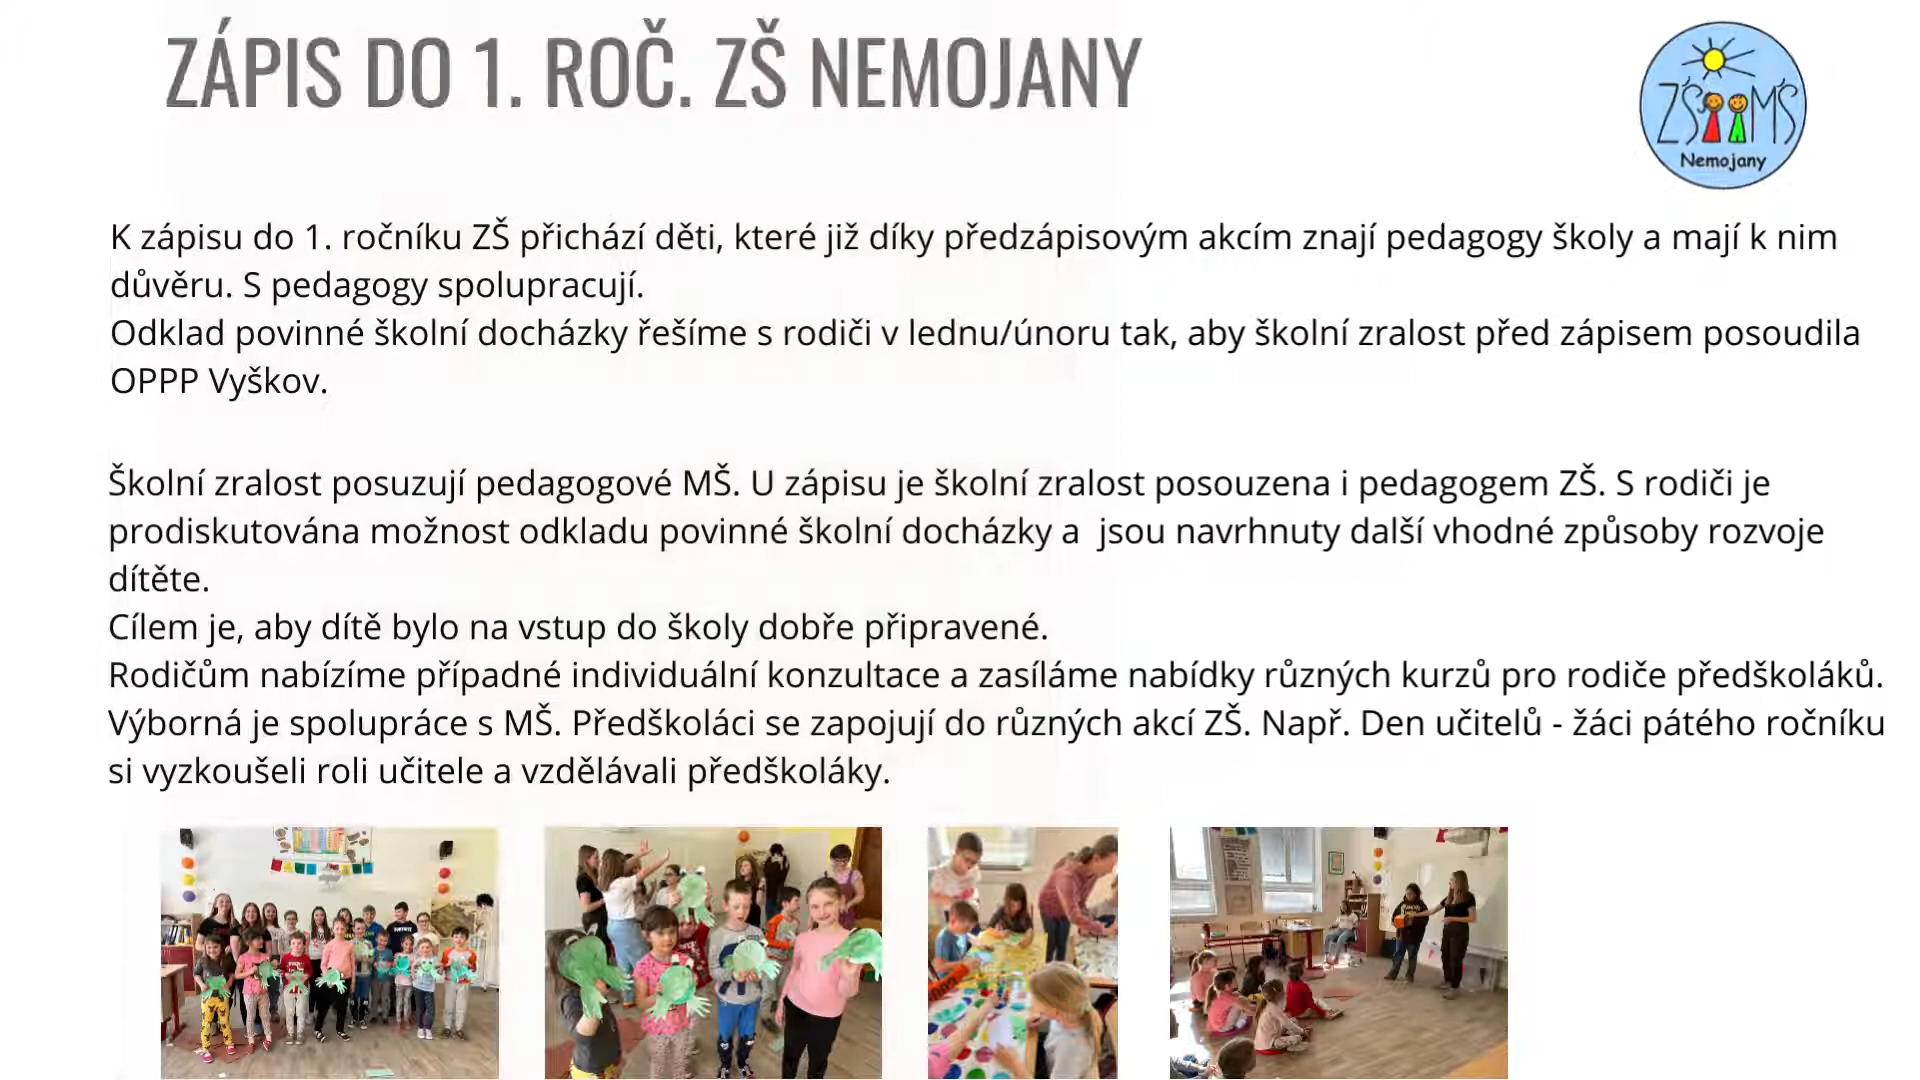 ZÁPIS DO 1. ROČ. ZŠ NEMOJANY
ZŠ MŠ
Nemojany
K zápisu do 1. ročníku ZŠ přichází děti, které již díky předzápisovým akcím znají pedagogy školy a mají k nim
důvěru. S pedagogy spolupracují.
Odklad povinné školní docházky řešíme s rodiči v lednu/únoru tak, aby školní zralost před zápisem posoudila
OPPP Vyškov.
Školní zralost posuzují pedagogové MŠ. U zápisu je školní zralost posouzena i pedagogem ZŠ. S rodiči je
prodiskutována možnost odkladu povinné školní docházky a  jsou navrhnuty další vhodné způsoby rozvoje
dítěte.
Cílem je, aby dítě bylo na vstup do školy dobře připravené.
Rodičům nabízíme případné individuální konzultace a zasíláme nabídky různých kurzů pro rodiče předškoláků.
Výborná je spolupráce s MŠ. Předškoláci se zapojují do různých akcí ZŠ. Např. Den učitelů - žáci pátého ročníku
si vyzkoušeli roli učitele a vzdělávali předškoláky.